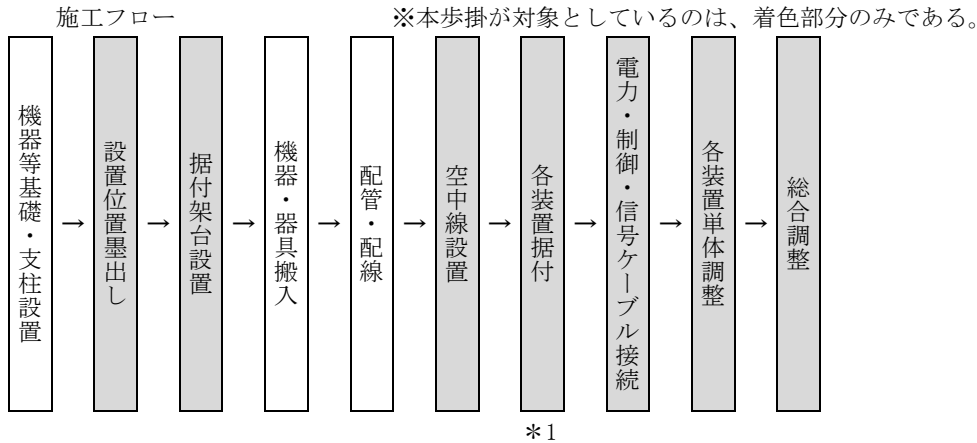 施工フロー
※本歩掛が対象としているのは、着色部分のみである。
機器等基礎・支柱設置
→
設置位置墨出し
→
据付架台設置
→
機器・器具搬入
→
配管・配線
→
空中線設置
→
各装置据付
→
電力・制御・信号ケーブル接続
→
各装置単体調整
→
総合調整
＊1